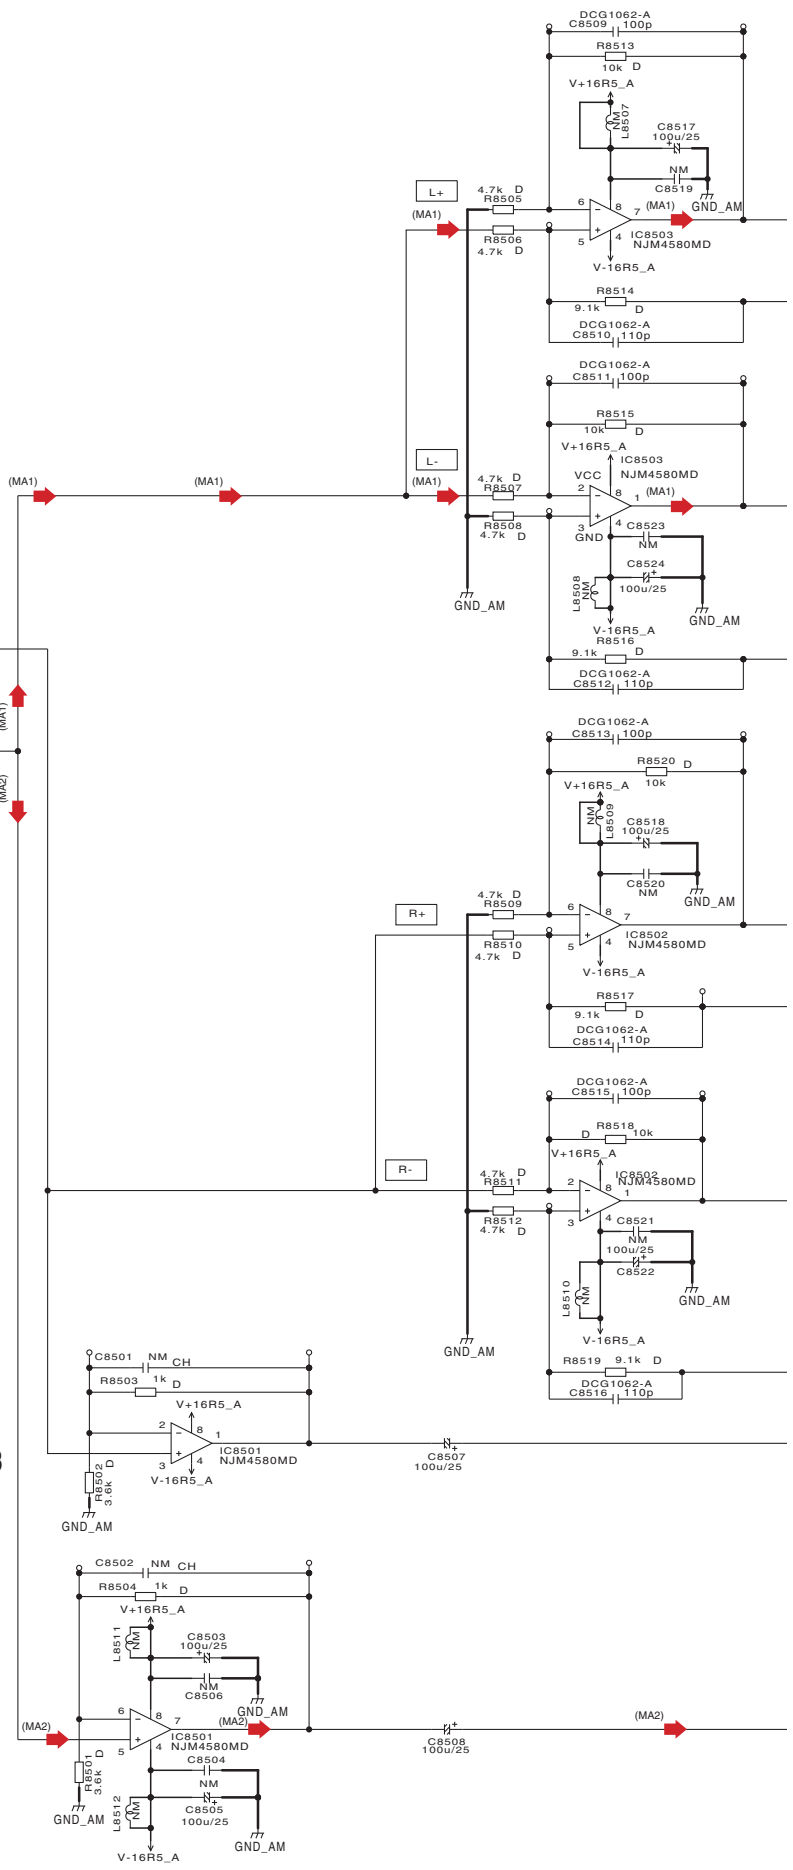 DCG1062-A
C8509 100p
R8513
10k D
V+16R5_A
NM
L8507
C8517
100u/25
+
NM
C8519
GND_AM
L+
4.7k D
R8505
(MA1)
R8506
4.7k D
6 - 8 7 (MA1)
5 + 4
IC8503
NJM4580MD
V-16R5_A
R8514
9.1k D
DCG1062-A
C8510 110p
DCG1062-A
C8511 100p
R8515
10k D
V+16R5_A
IC8503
NJM4580MD
VCC
L-
(MA1) (MA1) (MA1)
4.7k D
R8507
2 - 8 1 (MA1)
3 + 4
GND
R8508
4.7k D
C8523
NM
C8524
+
100u/25
L8508
NM
GND_AM
GND_AM
V-16R5_A
R8516
9.1k D
DCG1062-A
C8512 110p
(MA1)
(MA2)
DCG1062-A
C8513 100p
R8520 D
10k
V+16R5_A
NM
L8509
C8518
100u/25
+
C8520
NM
GND_AM
R+
4.7k D
R8509
R8510
4.7k D
6 - 8 7
5 + 4
IC8502
NJM4580MD
V-16R5_A
R8517
9.1k D
DCG1062-A
C8514 110p
DCG1062-A
C8515 100p
R8518
D 10k
V+16R5_A
R-
4.7k D
R8511
R8512
4.7k D
IC8502
NJM4580MD
2 - 8 1
3 + 4
C8521
NM
100u/25
+
C8522
L8510
NM
GND_AM
GND_AM
V-16R5_A
R8519 9.1k D
DCG1062-A
C8516 110p
C8501 NM CH
R8503 1k D
V+16R5_A
2 - 8 1
3 + 4
IC8501
NJM4580MD
V-16R5_A
R8502
3.6k D
GND_AM
C8507
+
100u/25
C8502 NM CH
R8504 1k D
V+16R5_A
L8511
NM
C8503
100u/25
+
NM
C8506
GND_AM
(MA2)
6 - 8 7 (MA2)
5 + 4
IC8501
NJM4580MD
R8501
3.6k D
GND_AM
C8504
NM
C8505
+
100u/25
L8512
NM
GND_AM
V-16R5_A
C8508
+
100u/25
(MA2)